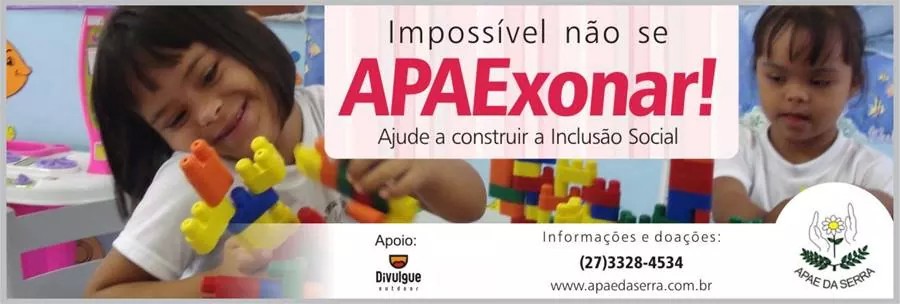 Impossível não se
APAExonar!
Ajude a construir a Inclusão Social
Apoio:
Divulgue
outdoor
Informações e doações:
(27)3328-4534
www.apaedaserra.com.br
APAE DA SERRA